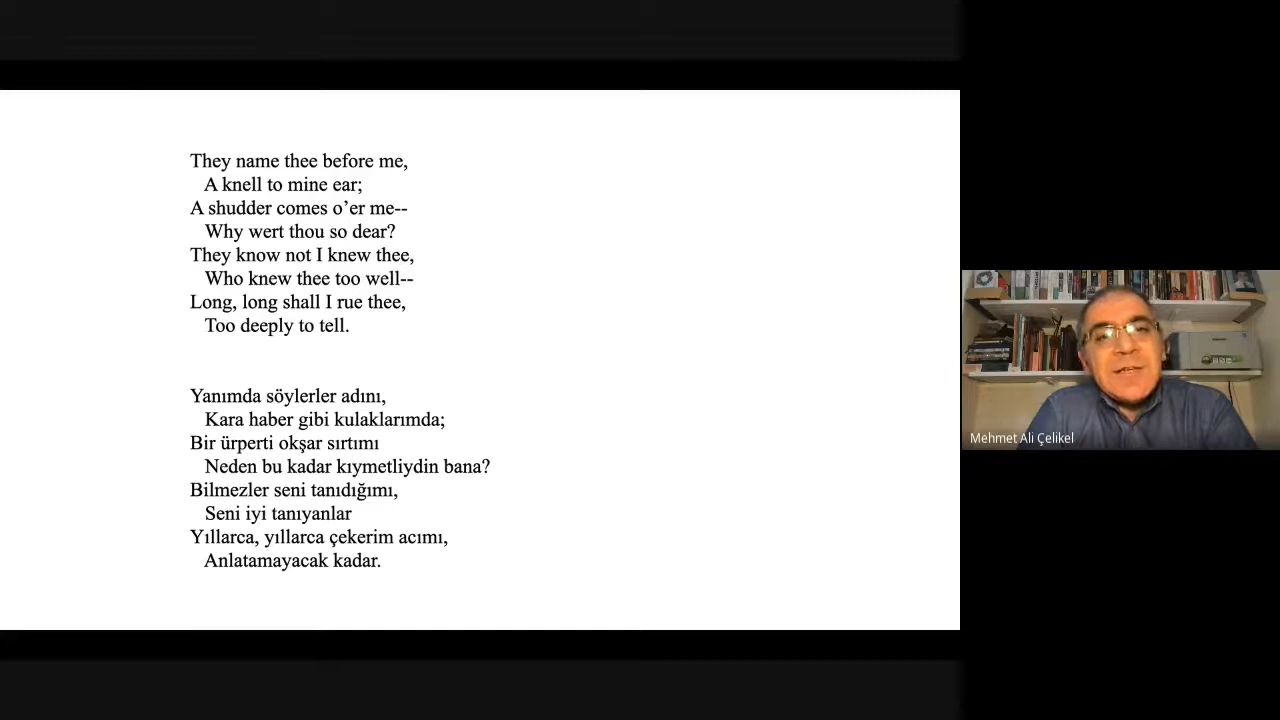 They name thee before me,
A knell to mine ear;
A shudder comes o’er me--
Why wert thou so dear?
They know not I knew thee,
Who knew thee too well--
Long, long shall I rue thee,
Too deeply to tell.
Yanımda söylerler adını,
Kara haber gibi kulaklarımda;
Bir ürperti okşar sırtımı
Neden bu kadar kıymetliydin bana?
Bilmezler seni tanıdığımı,
Seni iyi tanıyanlar
Yıllarca, yıllarca çekerim acımı,
Anlatamayacak kadar.
Mehmet Ali Çelikel